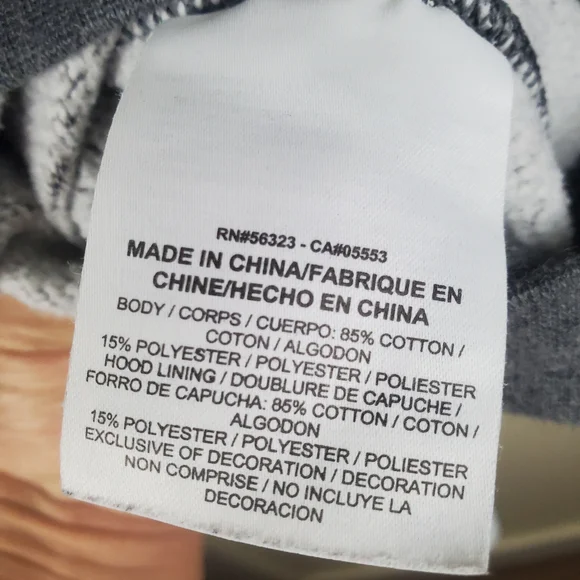 RN#56323 - CA#05553
MADE IN CHINA/FABRIQUE EN
CHINE/HECHO EN CHINA
BODY / CORPS / CUERPO: 85% COTTON /
COTON / ALGODON
15% POLYESTER / POLYESTER / POLIESTER
HOOD LINING / DOUBLURE DE CAPUCHE /
FORRO DE CAPUCHA: 85% COTTON / COTON /
ALGODON
15% POLYESTER / POLYESTER / POLIESTER
EXCLUSIVE OF DECORATION / DECORATION
NON COMPRISE / NO INCLUYE LA
DECORACION